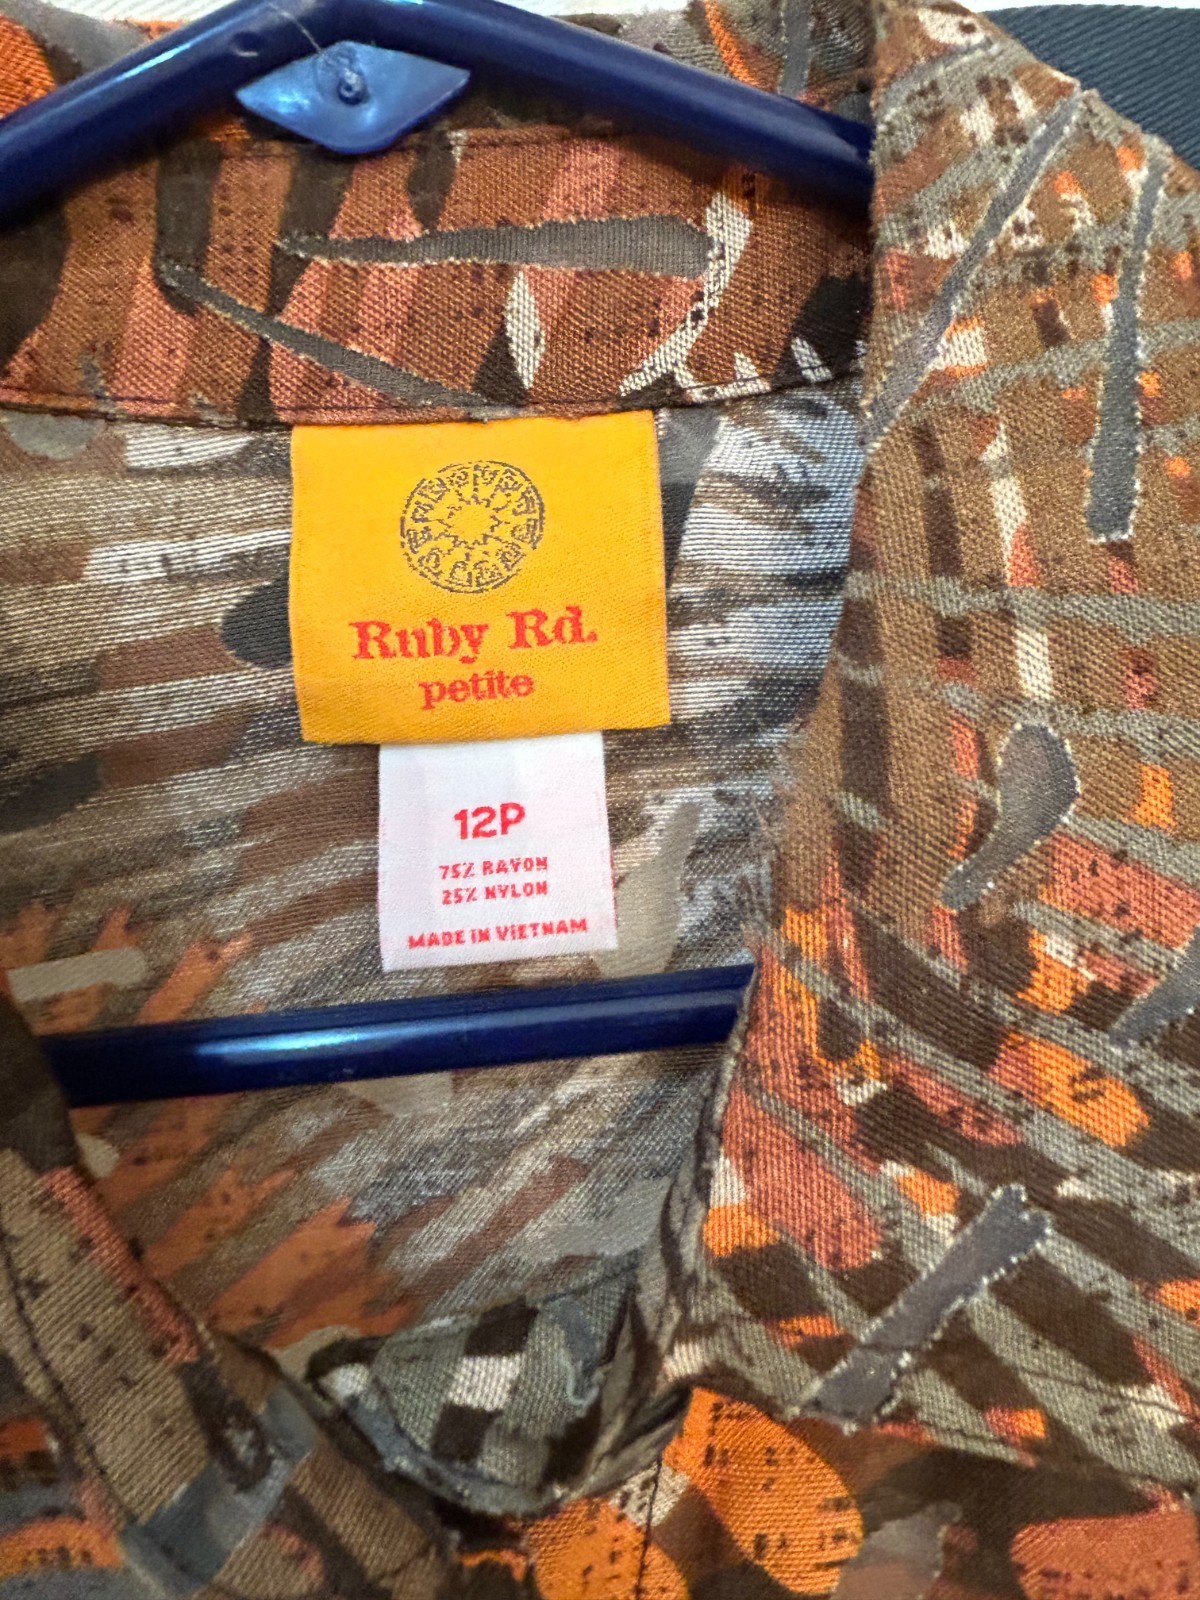 Ruby Rd.
petite
12P
75% RAYON
25% NYLON
MADE IN VIETNAM